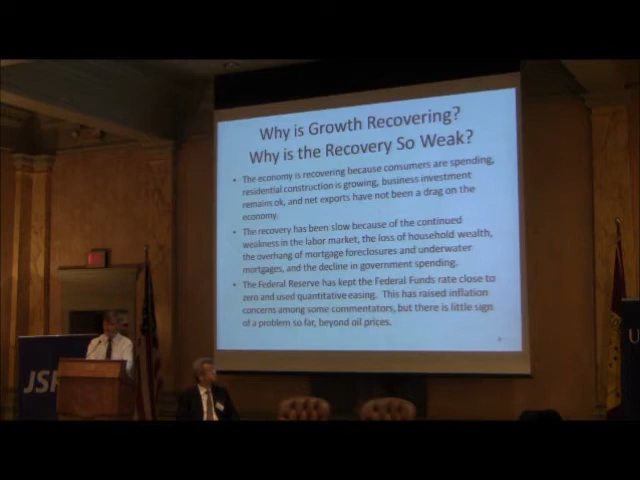 Why is Growth Recovering?
Why is the Recovery So Weak?
• The economy is recovering because consumers are spending,
residential construction is growing, business investment
remains ok, and net exports have not been a drag on the
economy.
• The recovery has been slow because of the continued
weakness in the labor market, the loss of household wealth,
the overhang of mortgage foreclosures and underwater
mortgages, and the decline in government spending.
• The Federal Reserve has kept the Federal Funds rate close to
zero and used quantitative easing. This has raised inflation
concerns among some commentators, but there is little sign
of a problem so far, beyond oil prices.
JS
U